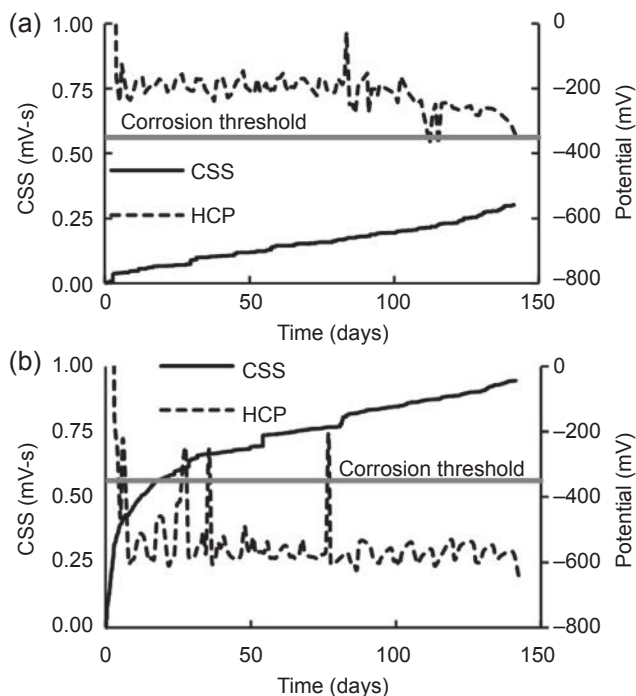 (a)
1.00
0.75
0.50
0.25
0.00
CSS (mV-s)
Corrosion threshold
CSS
HCP
0
–200
–400
–600
–800
Potential (mV)
0
50
100
150
Time (days)
(b)
1.00
0.75
0.50
0.25
0.00
CSS (mV-s)
CSS
HCP
Corrosion threshold
0
–200
–400
–600
–800
Potential (mV)
0
50
100
150
Time (days)